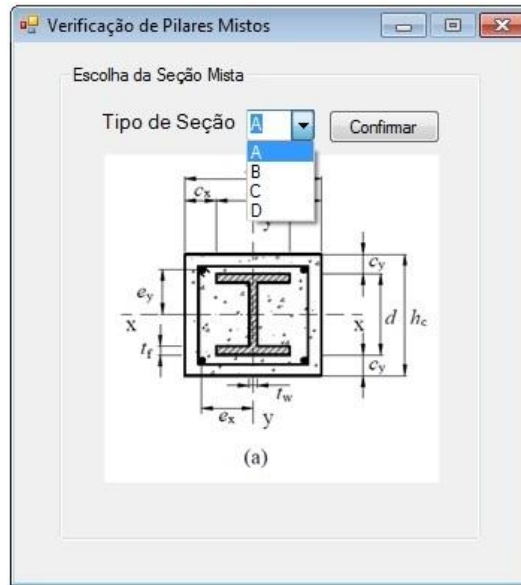 Verificação de Pilares Mistos
Escolha da Seção Mista
Tipo de Seção A Confirmar
A
B
C
D
cx
y
cy
ey
x x d hc
tf
tw
cy
ex y
(a)